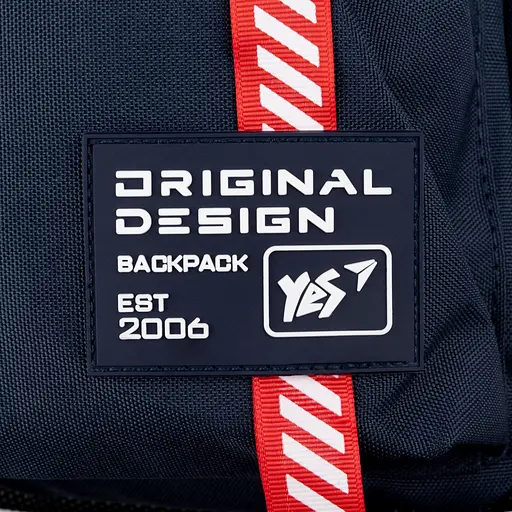 ORIGINAL
DESIGN
BACKPACK
EST
2006
YES